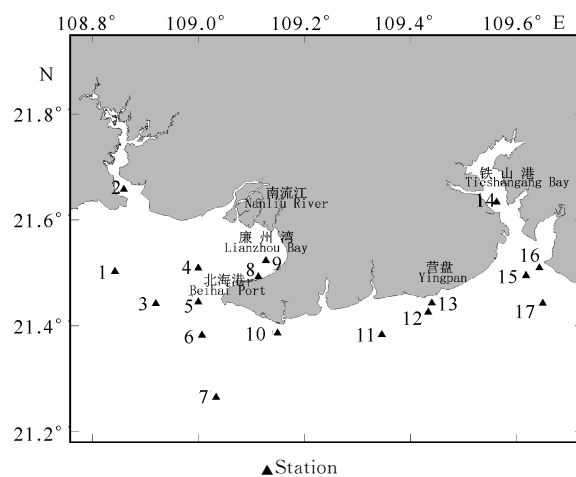 108.8° 109.0° 109.2° 109.4° 109.6° E
N
21.8°
铁山港
Tieshangang Bay
2
南流江
14
Nanliu River
21.6°
廉州湾
Lianzhou Bay
16
1
4
8
9
营盘
15
北海港
Yingpan
Beihai Port
3
5
13
17
12
21.4°
6
10
11
7
21.2°
Station